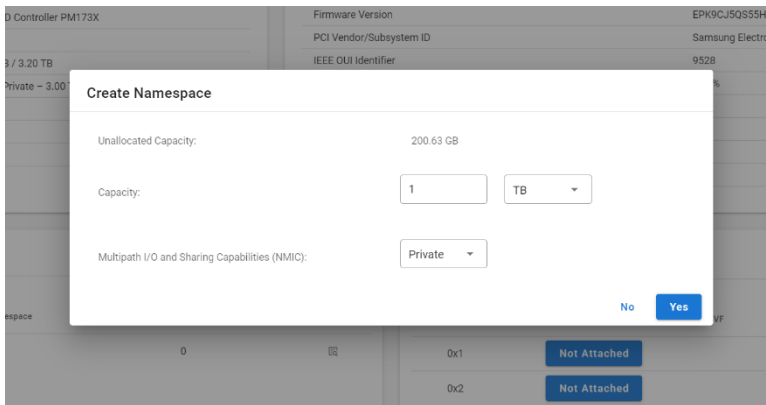 D Controller PM173X
Firmware Version EPK9CJ5QS55H
PCI Vendor/Subsystem ID Samsung Electro
3 / 3.20 TB IEEE OUI Identifier 9528
Private – 3.00 %
Create Namespace
Unallocated Capacity: 200.63 GB
Capacity: 1 TB
Multipath I/O and Sharing Capabilities (NMIC): Private
No Yes
espace VF
0 0x1 Not Attached
0x2 Not Attached